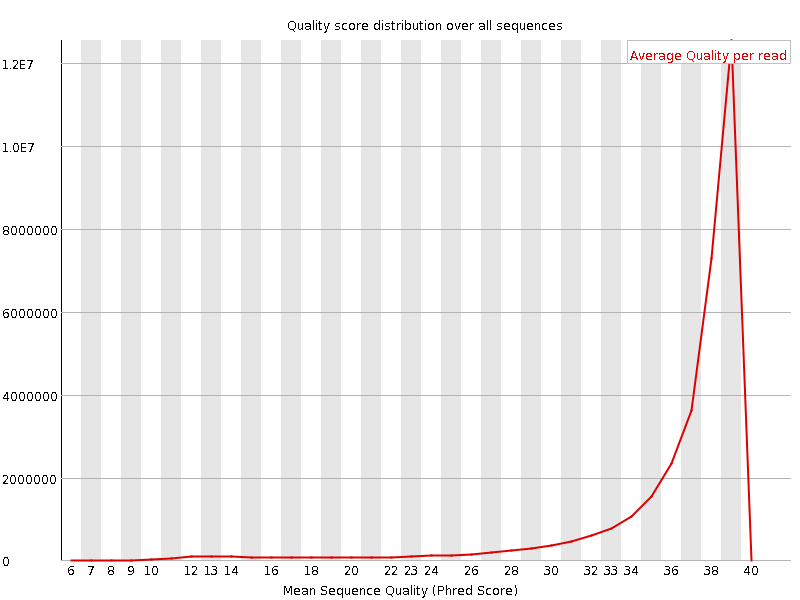 Quality score distribution over all sequences
Average Quality per read
1.2E7
1.0E7
8000000
6000000
4000000
2000000
0
6 7 8 9 10 12 13 14 16 18 20 22 23 24 26 28 30 32 33 34 36 38 40
Mean Sequence Quality (Phred Score)